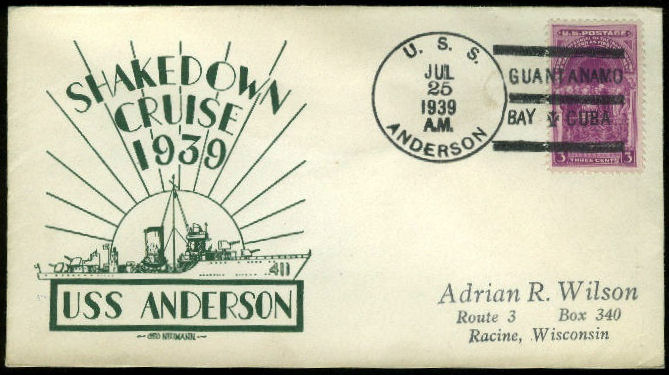 SHAKEDOWN
CRUISE
1939
411
USS ANDERSON
U. S. S.
JUL
25
1939
A.M.
ANDERSON
GUANTANAMO
BAY CUBA
U.S. POSTAGE
3 3
THREE CENTS
Adrian R. Wilson
Route 3 Box 340
Racine, Wisconsin